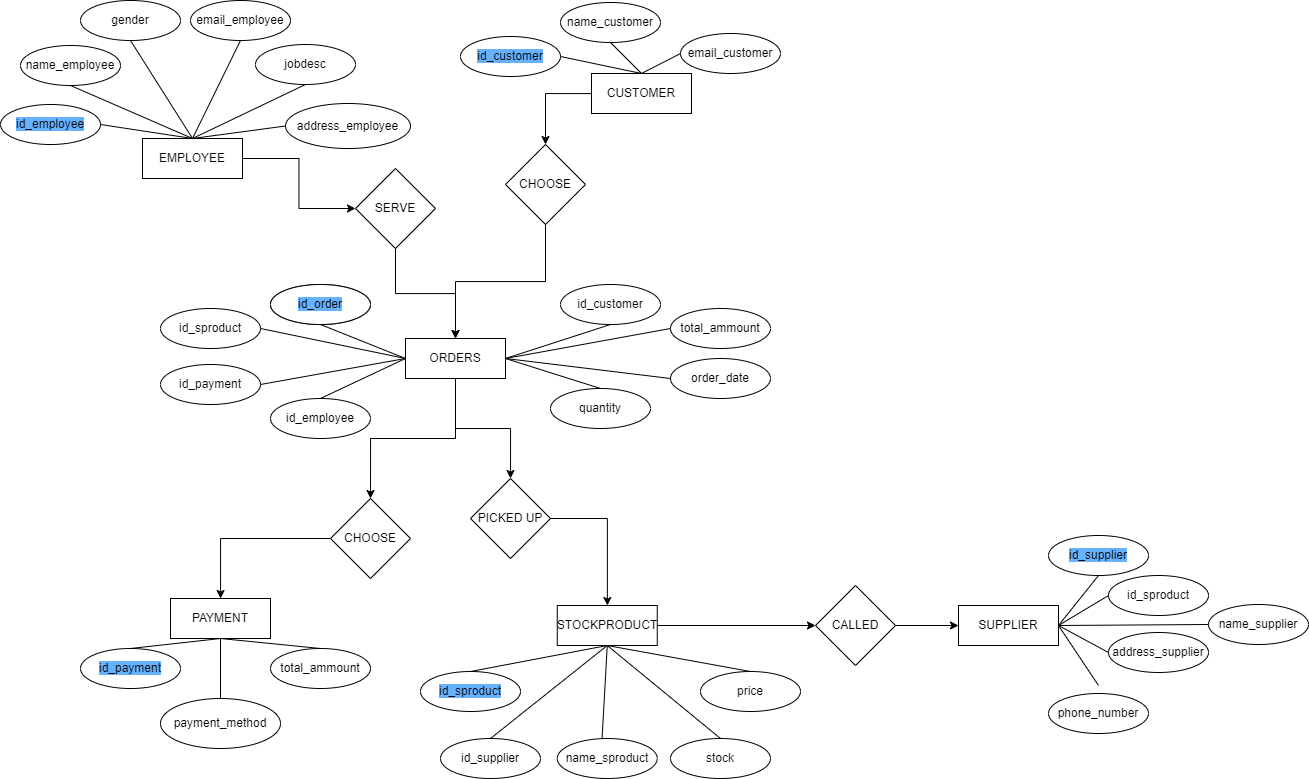 gender
email_employee
name_customer
id_customer
email_customer
name_employee
jobdesc
CUSTOMER
id_employee
address_employee
EMPLOYEE
CHOOSE
SERVE
id_order
id_customer
id_sproduct
total_ammount
ORDERS
id_payment
order_date
id_employee
quantity
CHOOSE
PICKED UP
id_supplier
id_sproduct
PAYMENT
STOCKPRODUCT
CALLED
SUPPLIER
name_supplier
address_supplier
id_payment
total_ammount
id_sproduct
price
phone_number
payment_method
id_supplier
name_sproduct
stock